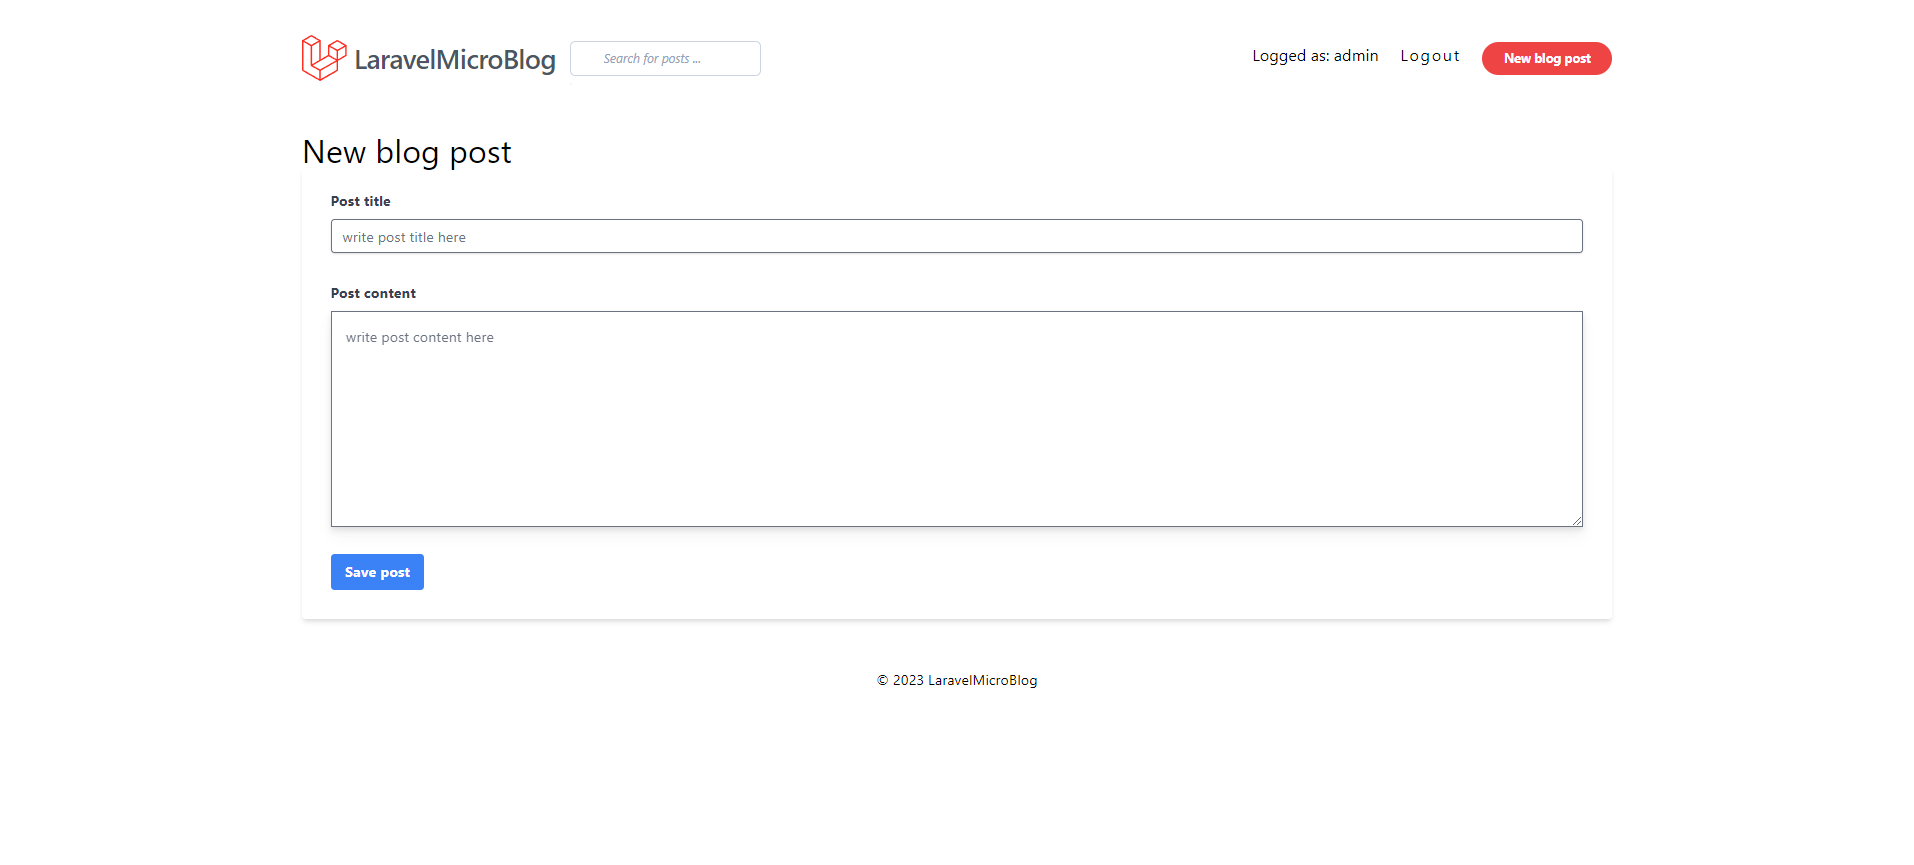 LaravelMicroBlog
Search for posts ...
Logged as: admin
Logout
New blog post
New blog post
Post title
write post title here
Post content
write post content here
Save post
© 2023 LaravelMicroBlog